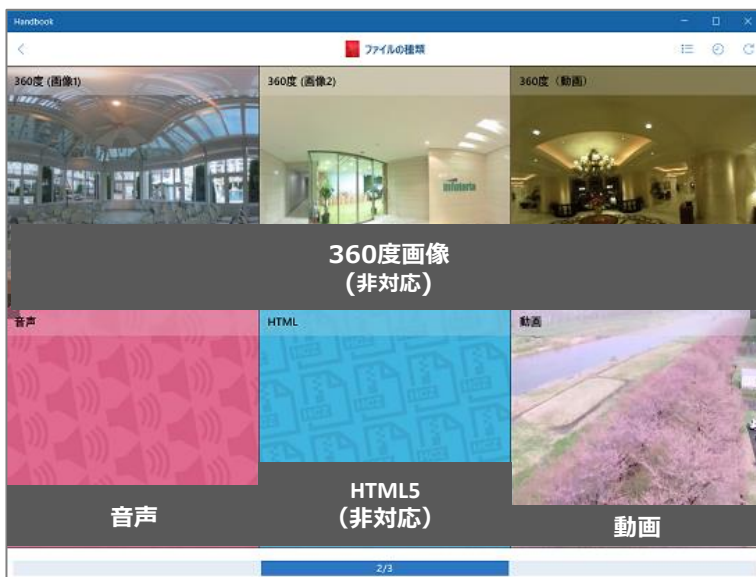 Handbook
ファイルの種類
360度 (画像1)
360度 (画像2)
360度（動画）
infoteria
360度画像
(非対応)
音声
HTML
動画
音声
HTML5
（非対応）
動画
2/3